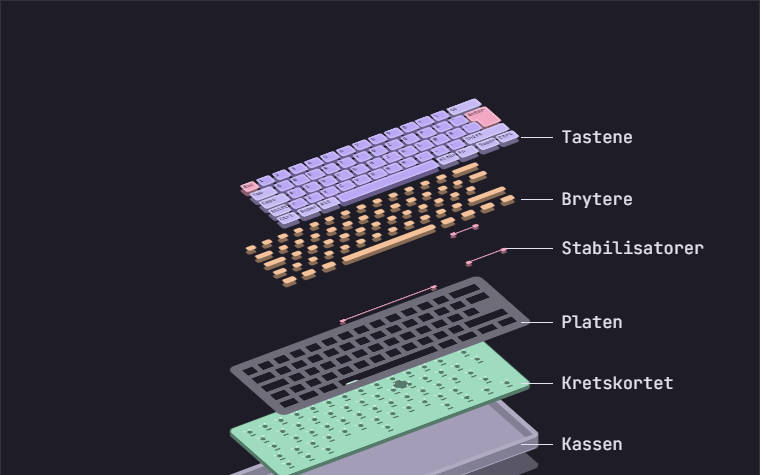 Tastene
Brytere
Stabilisatorer
Platen
Kretskortet
Kassen